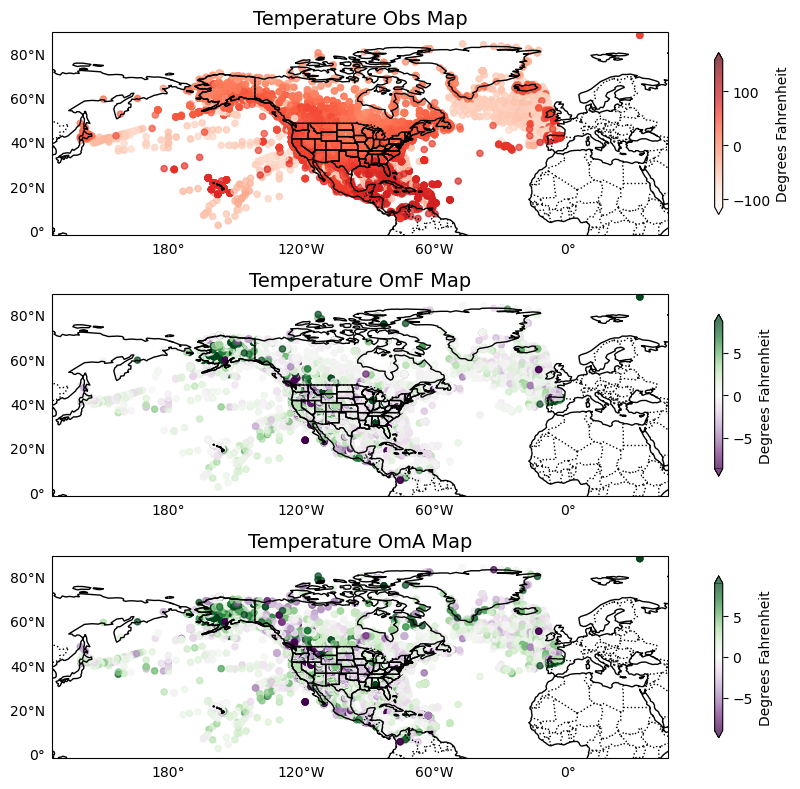 Temperature Obs Map
80°N
60°N
40°N
20°N
0°
180°
120°W
60°W
0°
100
0
−100
Degrees Fahrenheit
Temperature OmF Map
80°N
60°N
40°N
20°N
0°
180°
120°W
60°W
0°
5
0
−5
Degrees Fahrenheit
Temperature OmA Map
80°N
60°N
40°N
20°N
0°
180°
120°W
60°W
0°
5
0
−5
Degrees Fahrenheit